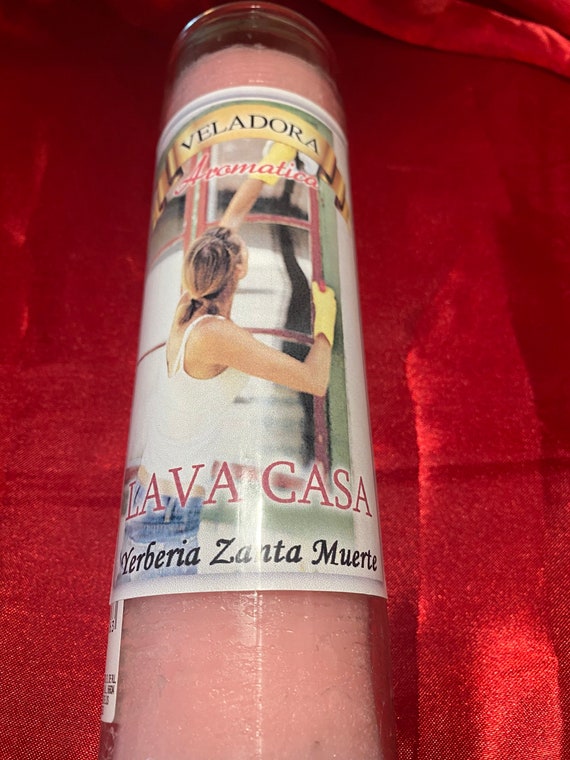 VELADORA
Aromatica
LAVA CASA
Yerberia Zanta Muerte